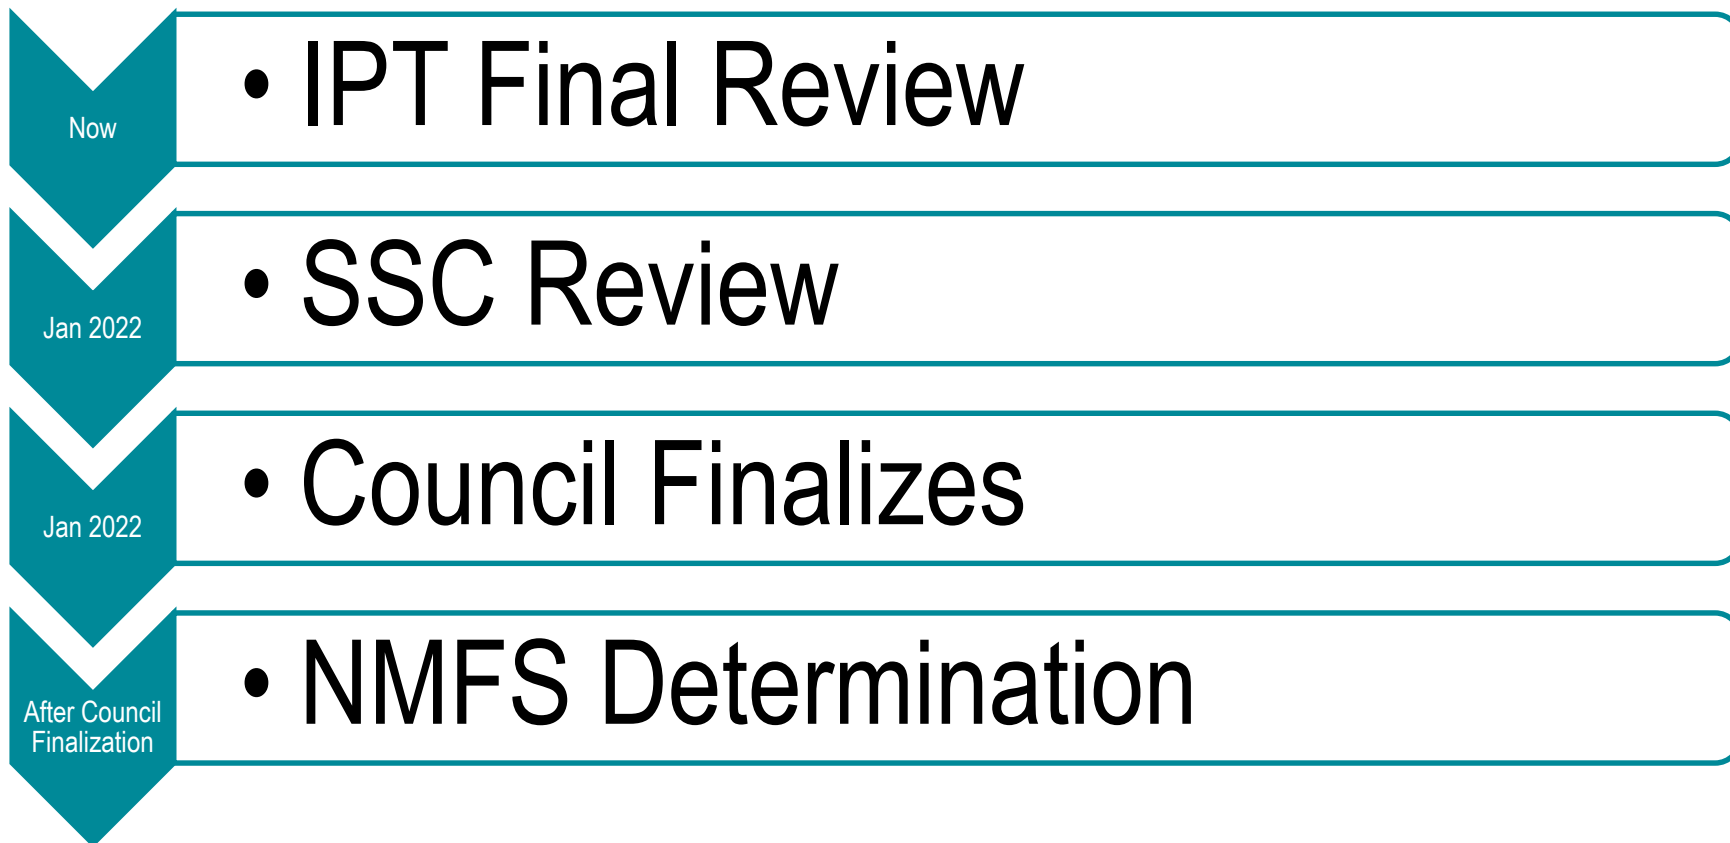 Now
• IPT Final Review
Jan 2022
• SSC Review
Jan 2022
• Council Finalizes
After Council
Finalization
• NMFS Determination